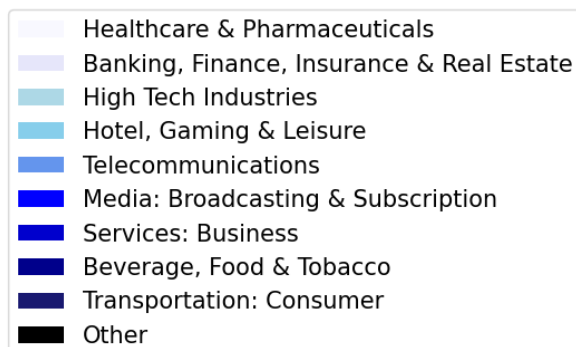 Healthcare & Pharmaceuticals
Banking, Finance, Insurance & Real Estate
High Tech Industries
Hotel, Gaming & Leisure
Telecommunications
Media: Broadcasting & Subscription
Services: Business
Beverage, Food & Tobacco
Transportation: Consumer
Other